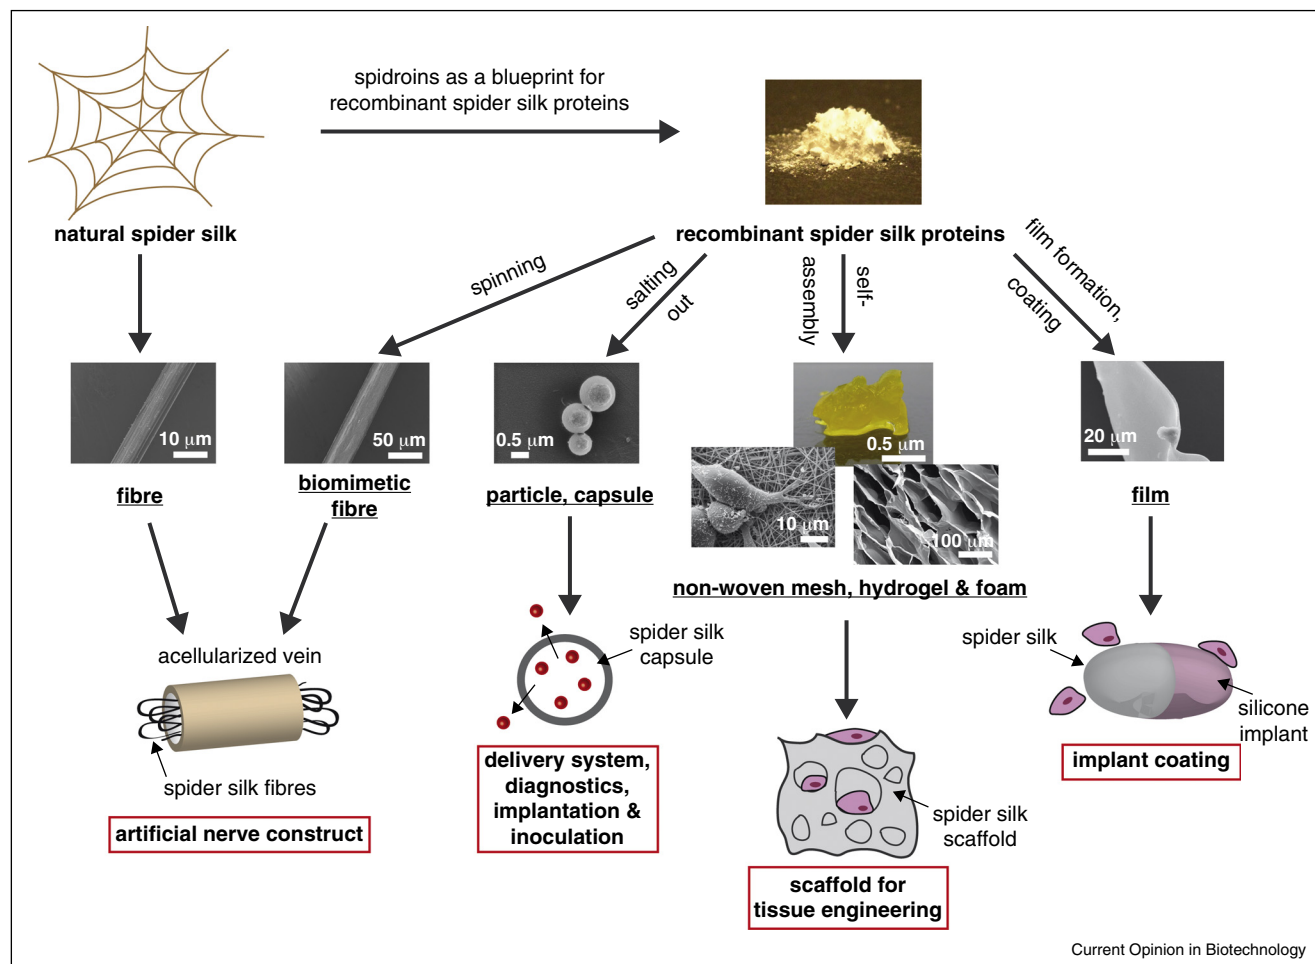 spidroins as a blueprint for
recombinant spider silk proteins
natural spider silk
recombinant spider silk proteins
spinning
salting
out
self-
assembly
film formation,
coating
10 μm
50 μm
0.5 μm
0.5 μm
10 μm
100 μm
20 μm
fibre
biomimetic
fibre
particle, capsule
non-woven mesh, hydrogel & foam
film
acellularized vein
spider silk fibres
artificial nerve construct
spider silk
capsule
delivery system,
diagnostics,
implantation &
inoculation
spider silk
scaffold
scaffold for
tissue engineering
spider silk
silicone
implant
implant coating
Current Opinion in Biotechnology